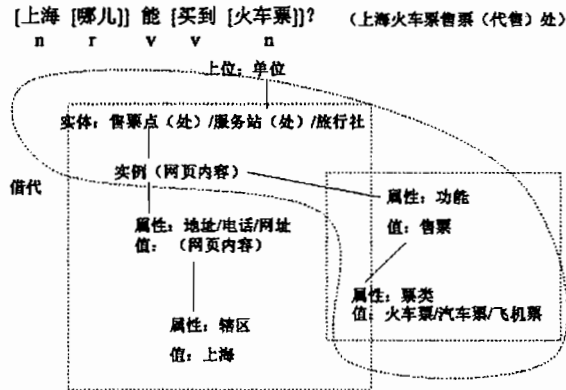 [上海 [哪儿]] 能 [买到 [火车票]]? (上海火车票售票(代售)处)
n r v v n
上位:单位
实体:售票点(处)/服务站(处)/旅行社
实例(网页内容)
借代
属性:功能
值:售票
属性:地址/电话/网址
值:(网页内容)
属性:票类
值:火车票/汽车票/飞机票
属性:辖区
值:上海